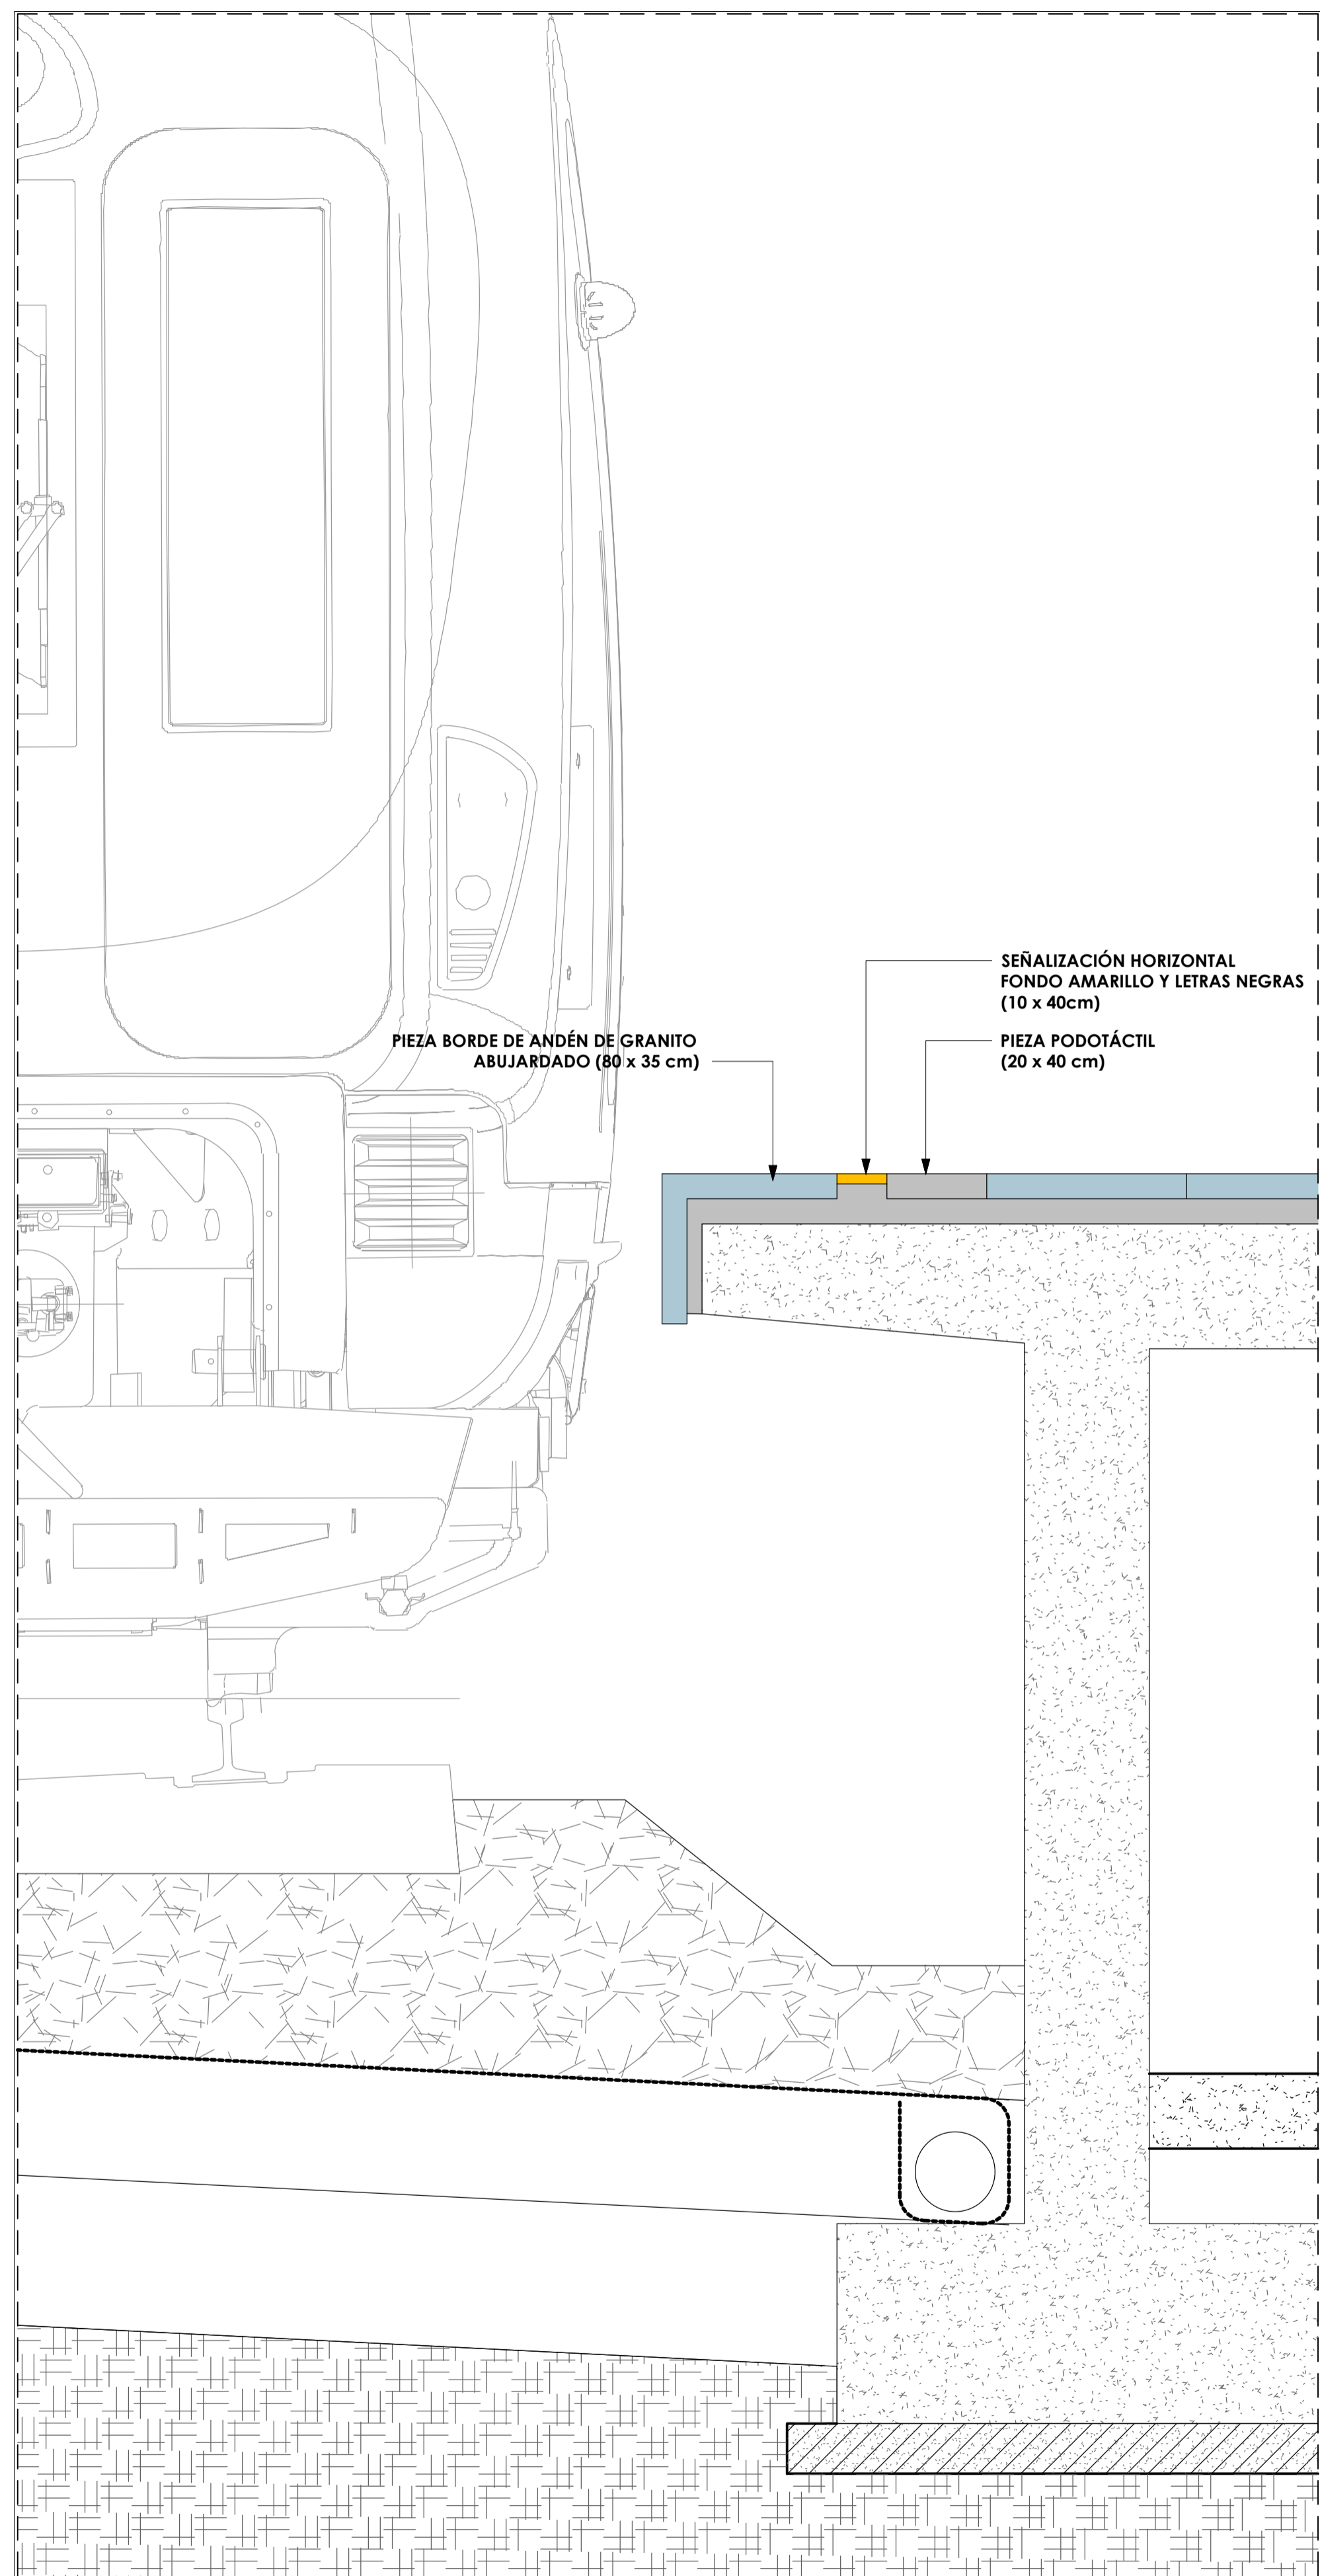 SEÑALIZACIÓN HORIZONTAL
FONDO AMARILLO Y LETRAS NEGRAS
(10 x 40cm)
PIEZA BORDE DE ANDÉN DE GRANITO
ABUJARDADO (80 x 35 cm)
PIEZA PODOTÁCTIL
(20 x 40 cm)